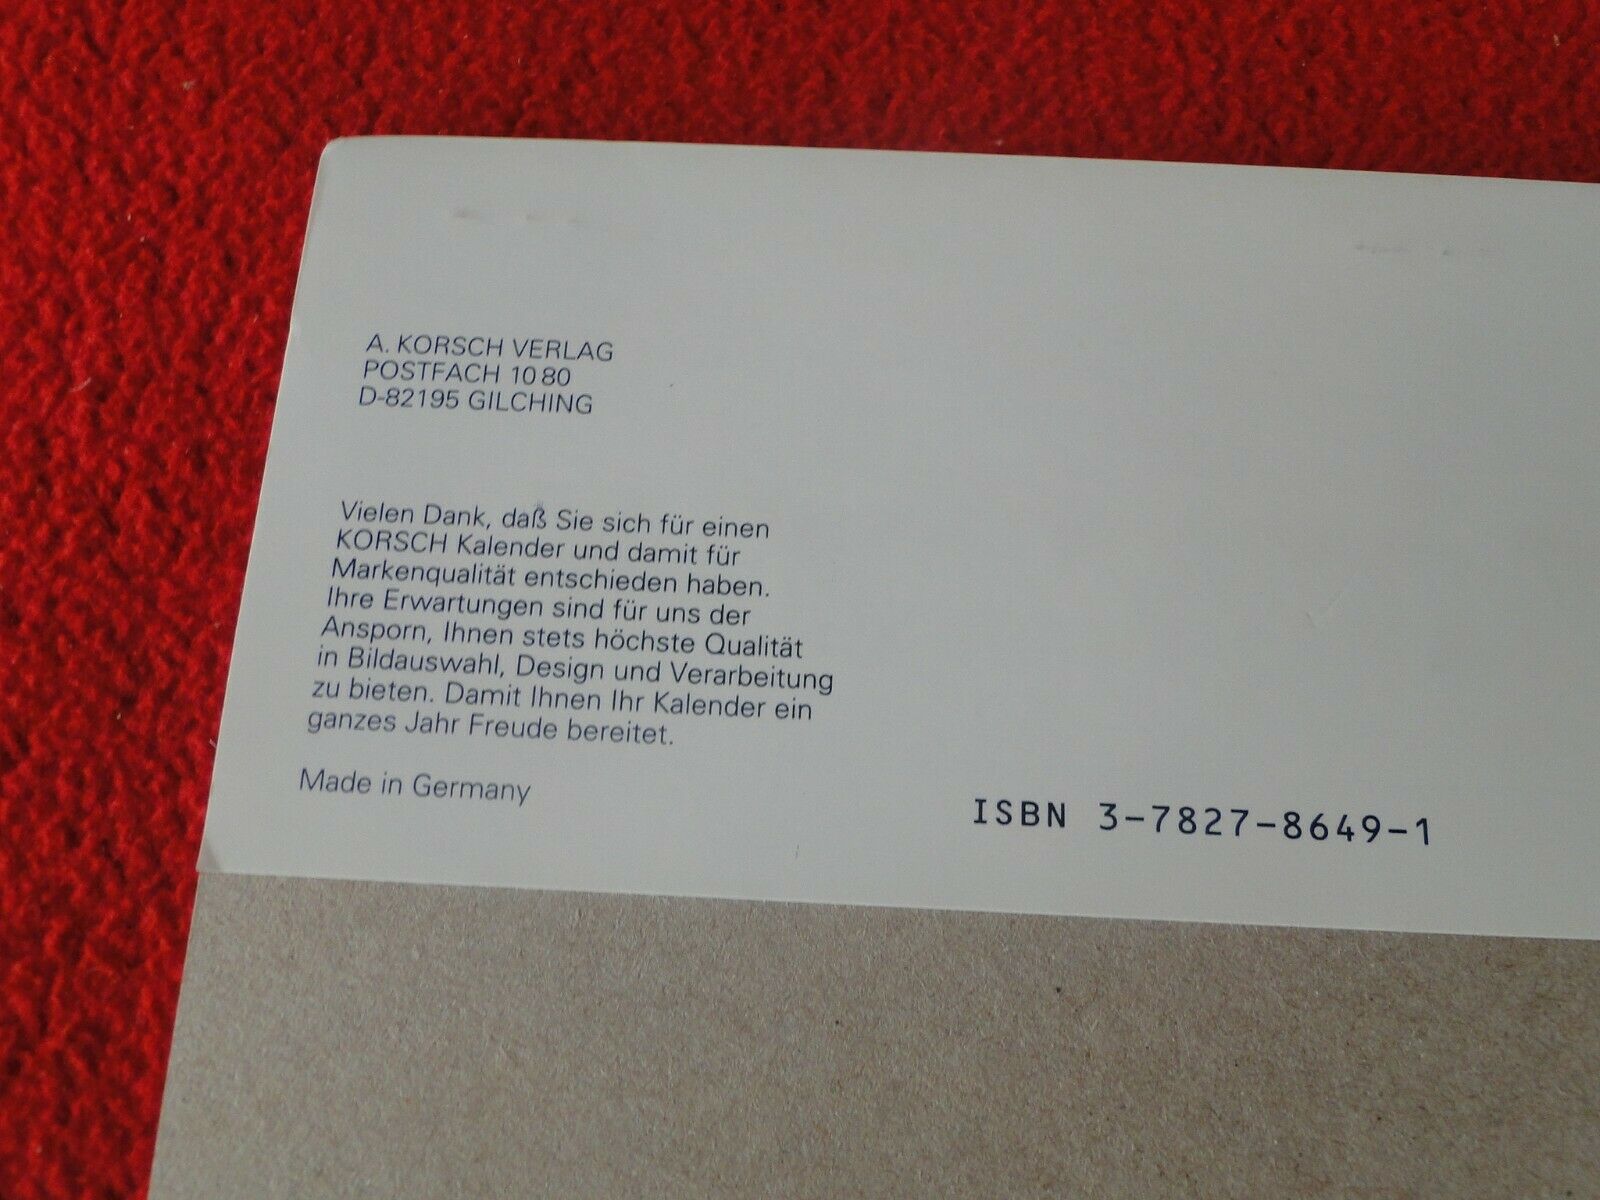 A. KORSCH VERLAG
POSTFACH 10 80
D-82195 GILCHING
Vielen Dank, daß Sie sich für einen
KORSCH Kalender und damit für
Markenqualität entschieden haben.
Ihre Erwartungen sind für uns der
Ansporn, Ihnen stets höchste Qualität
in Bildauswahl, Design und Verarbeitung
zu bieten. Damit Ihnen Ihr Kalender ein
ganzes Jahr Freude bereitet.
Made in Germany
ISBN 3-7827-8649-1